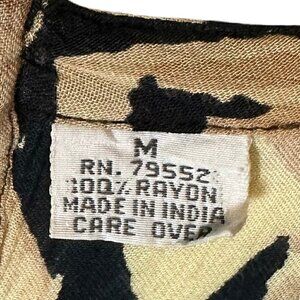 M
RN. 79552
100% RAYON
MADE IN INDIA
CARE OVER